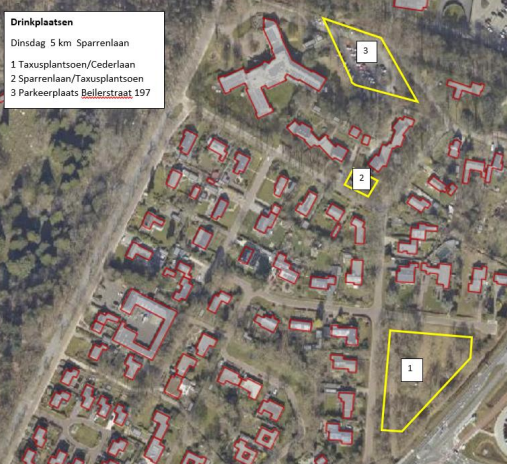 Drinkplaatsen
Dinsdag 5 km Sparrenlaan
1 Taxusplantsoen/Cederlaan
2 Sparrenlaan/Taxusplantsoen
3 Parkeerplaats Beilerstraat 197
3
2
1